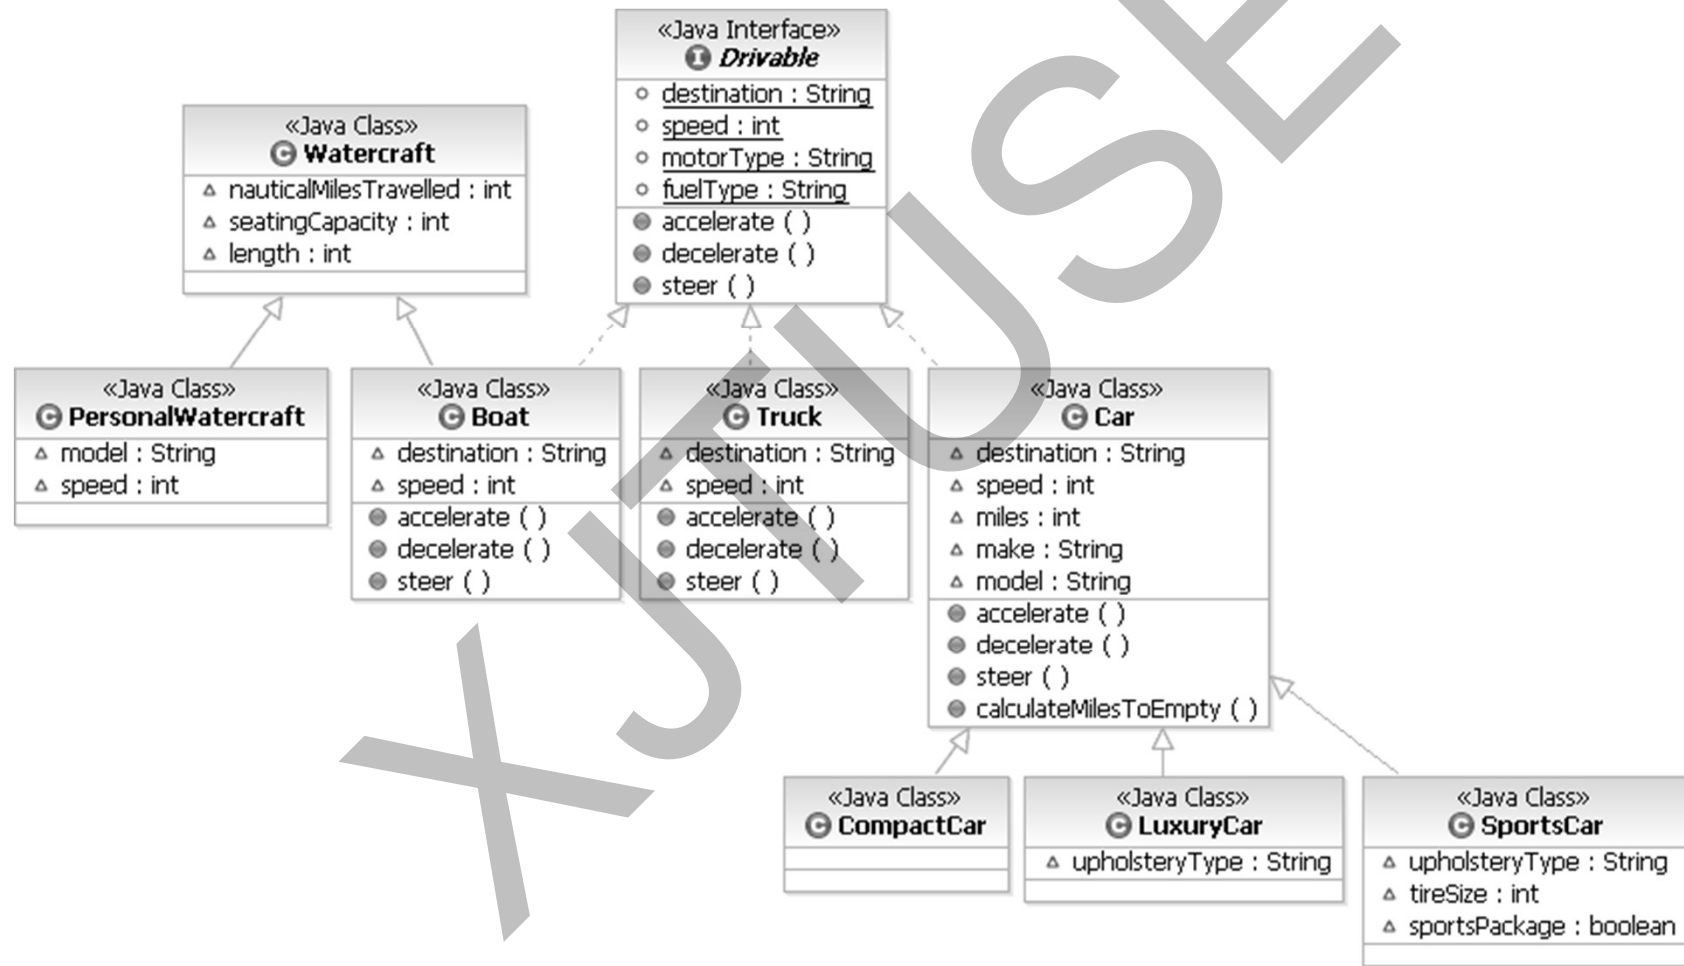 «Java Interface»
Drivable
destination : String
speed : int
motorType : String
fuelType : String
accelerate ( )
decelerate ( )
steer ( )
«Java Class»
Watercraft
nauticalMilesTravelled : int
seatingCapacity : int
length : int
«Java Class»
PersonalWatercraft
model : String
speed : int
«Java Class»
Boat
destination : String
speed : int
accelerate ( )
decelerate ( )
steer ( )
«Java Class»
Truck
destination : String
speed : int
accelerate ( )
decelerate ( )
steer ( )
«Java Class»
Car
destination : String
speed : int
miles : int
make : String
model : String
accelerate ( )
decelerate ( )
steer ( )
calculateMilesToEmpty ( )
«Java Class»
CompactCar
«Java Class»
LuxuryCar
upholsteryType : String
«Java Class»
SportsCar
upholsteryType : String
tireSize : int
sportsPackage : boolean
XJTUSE